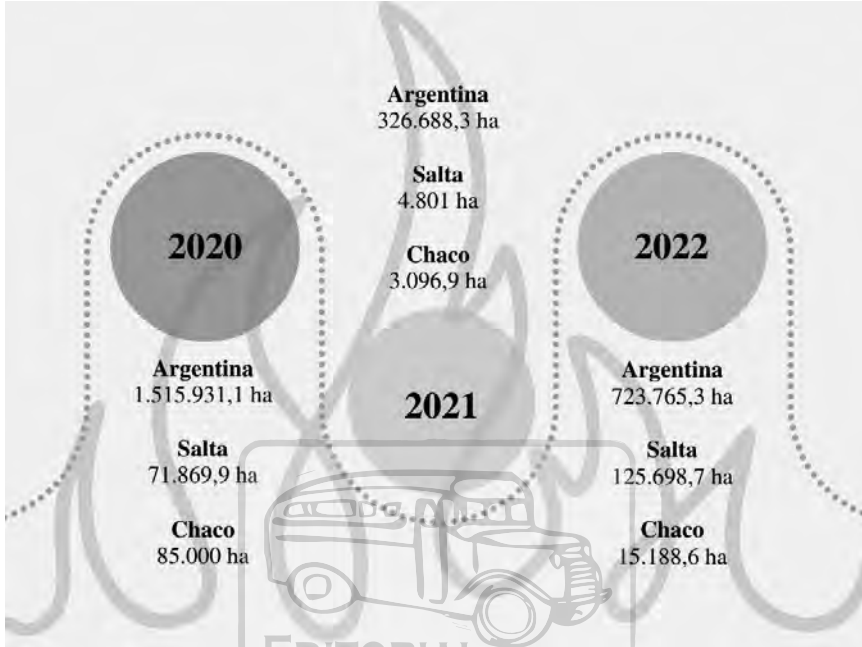 2020
Argentina
1.515.931,1 ha
Salta
71.869,9 ha
Chaco
85.000 ha
Argentina
326.688,3 ha
Salta
4.801 ha
Chaco
3.096,9 ha
2021
2022
Argentina
723.765,3 ha
Salta
125.698,7 ha
Chaco
15.188,6 ha